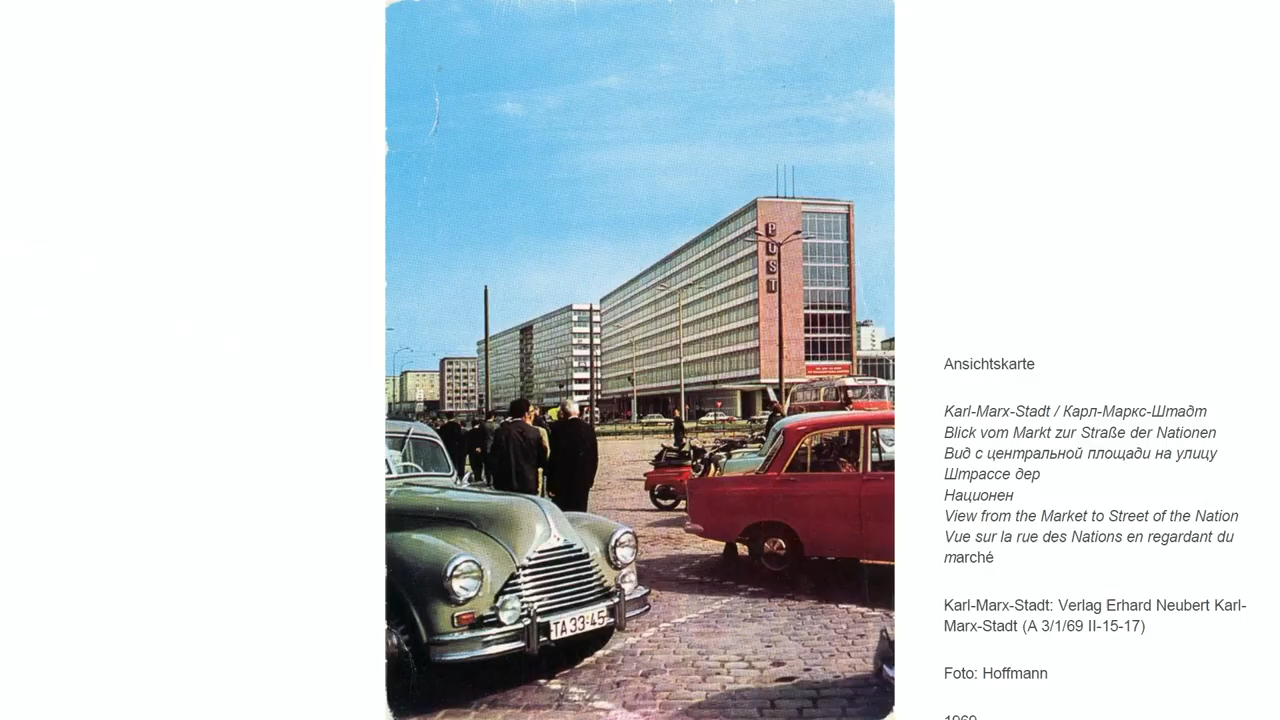 POST
TA 33-45
Ansichtskarte
Karl-Marx-Stadt / Карл-Маркс-Штадт
Blick vom Markt zur Straße der Nationen
Вид с центральной площади на улицу
Штрассе дер
Национен
View from the Market to Street of the Nation
Vue sur la rue des Nations en regardant du
marché
Karl-Marx-Stadt: Verlag Erhard Neubert Karl-
Marx-Stadt (A 3/1/69 II-15-17)
Foto: Hoffmann
1969